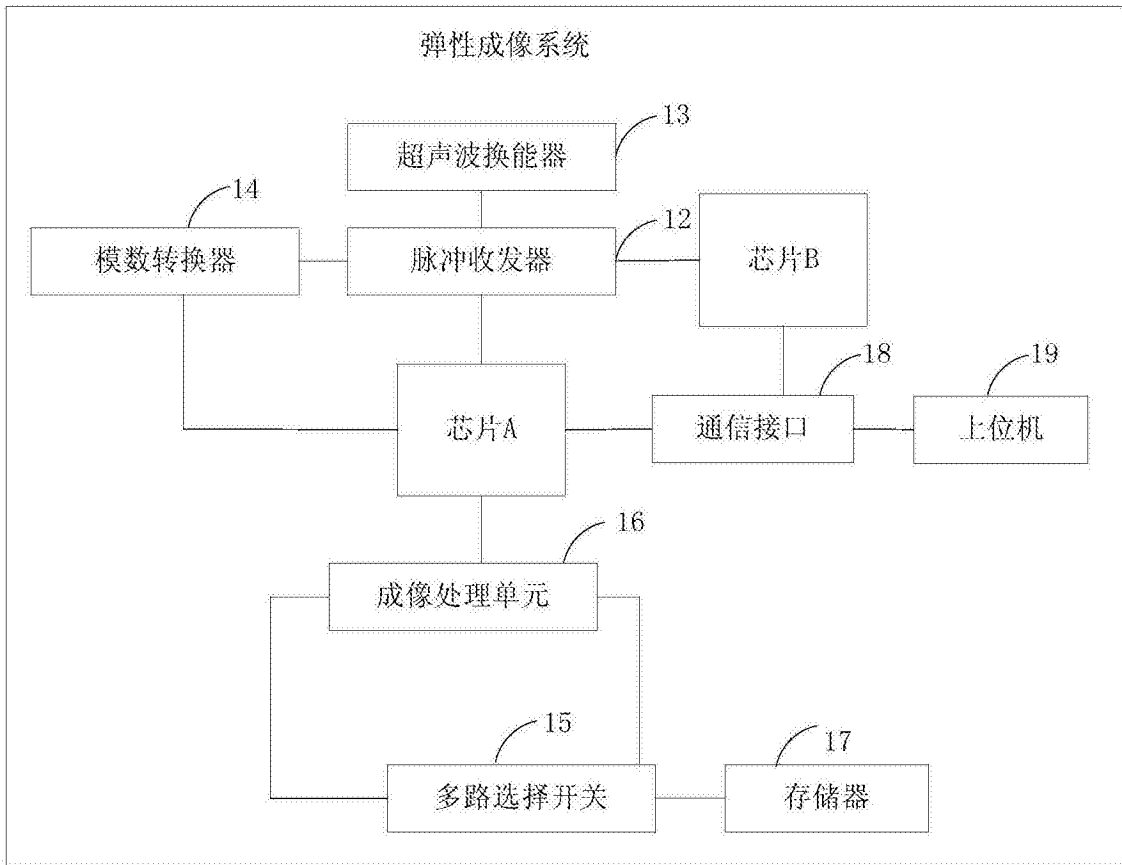 弹性成像系统
13
超声波换能器
14
12
模数转换器
脉冲收发器
芯片B
18
19
芯片A
通信接口
上位机
16
成像处理单元
15
17
多路选择开关
存储器